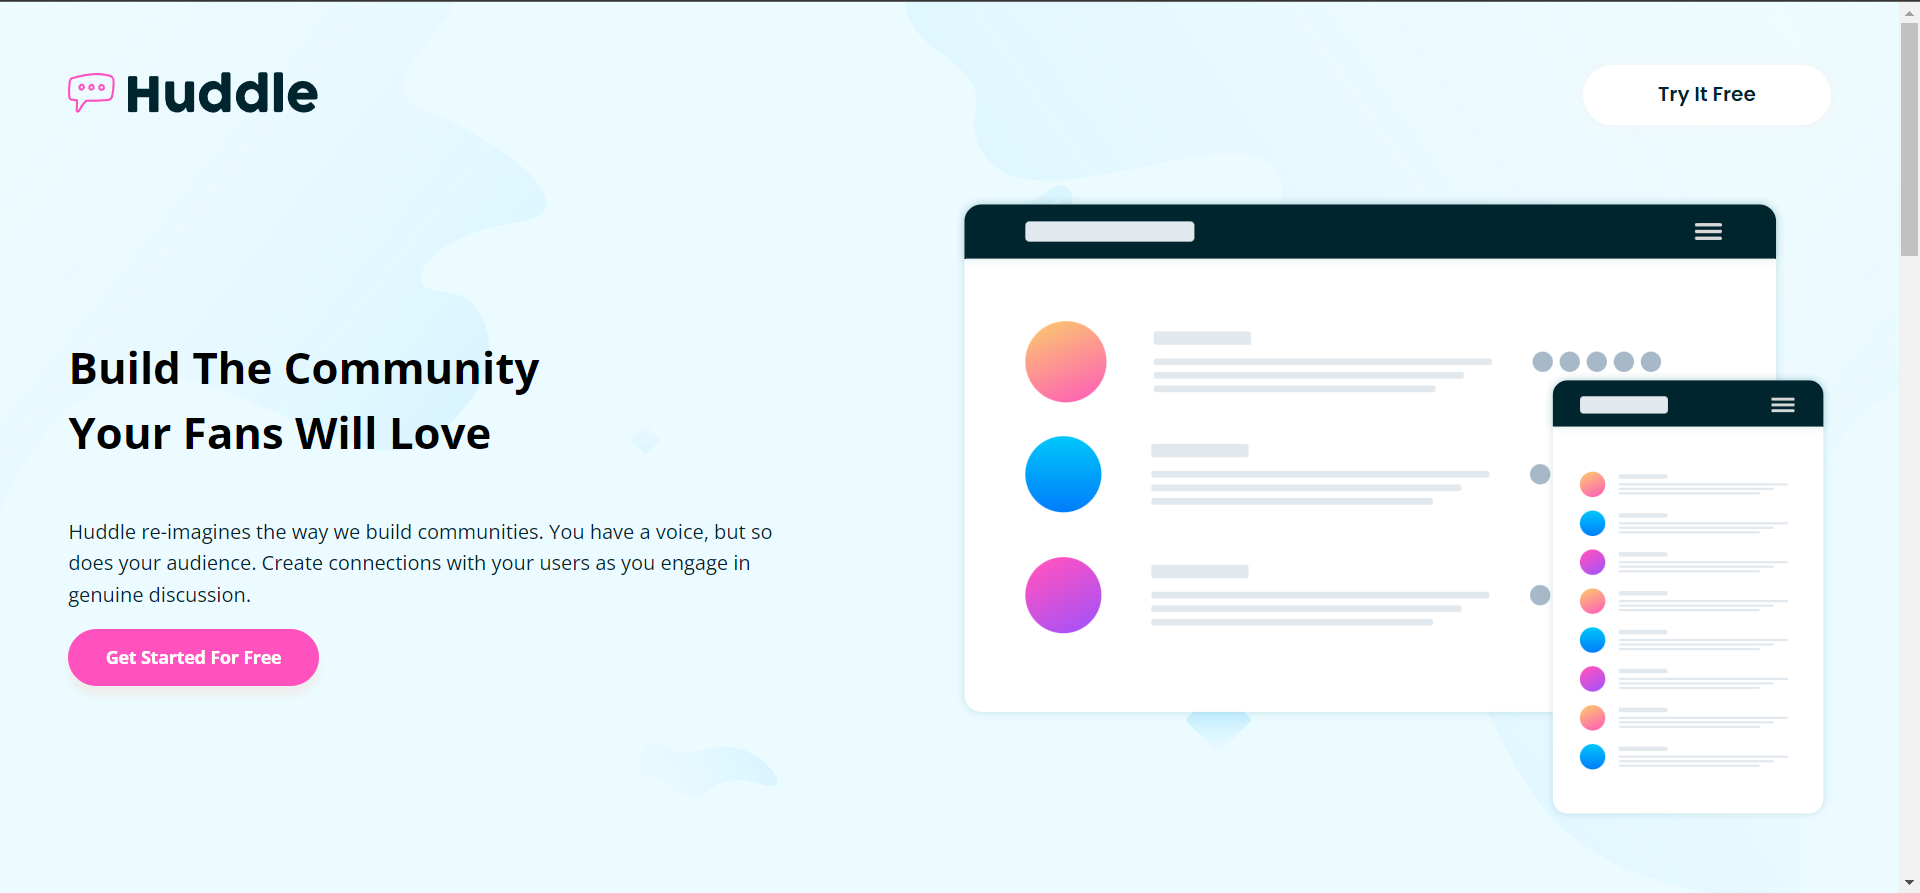 Huddle
Try It Free
Build The Community
Your Fans Will Love
Huddle re-imagines the way we build communities. You have a voice, but so
does your audience. Create connections with your users as you engage in
genuine discussion.
Get Started For Free